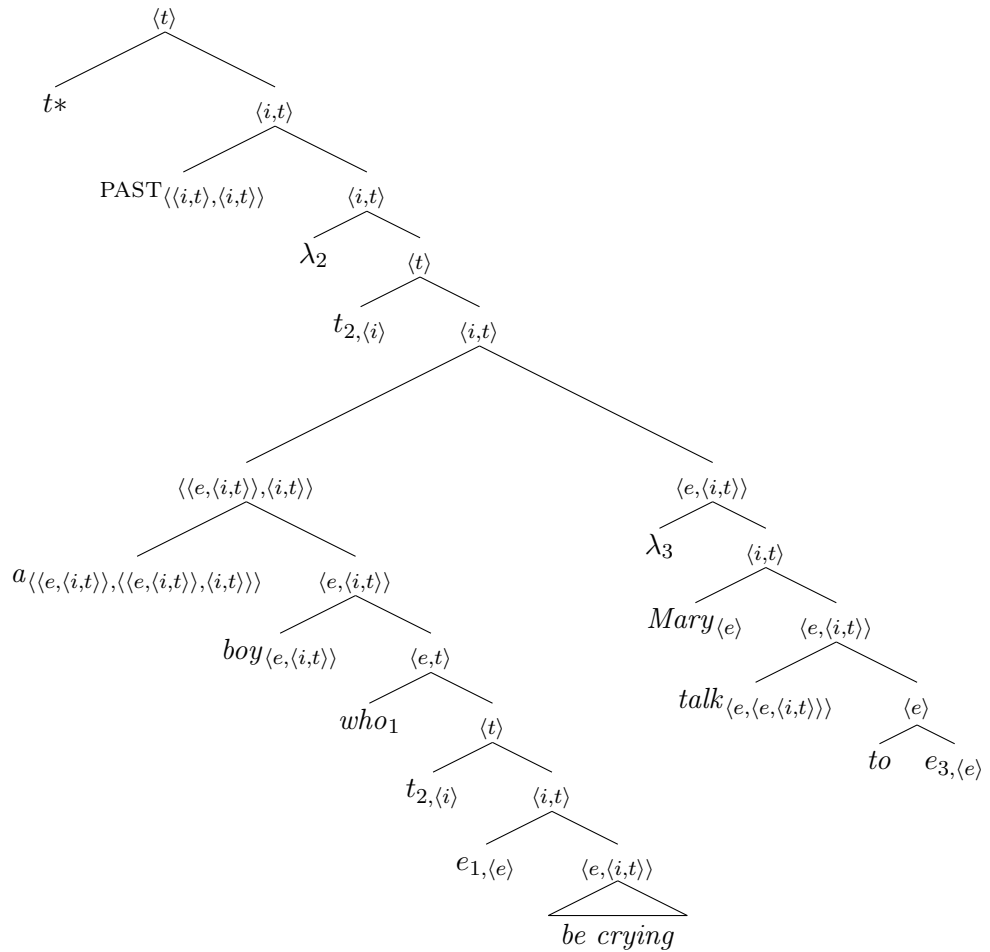 ⟨t⟩
t∗ ⟨i,t⟩
PAST⟨⟨i,t⟩,⟨i,t⟩⟩ ⟨i,t⟩
λ₂ ⟨t⟩
t₂,⟨i⟩ ⟨i,t⟩
⟨⟨e,⟨i,t⟩⟩,⟨i,t⟩⟩ ⟨e,⟨i,t⟩⟩
a⟨⟨e,⟨i,t⟩⟩,⟨⟨e,⟨i,t⟩⟩,⟨i,t⟩⟩⟩ ⟨e,⟨i,t⟩⟩ λ₃ ⟨i,t⟩
boy⟨e,⟨i,t⟩⟩ ⟨e,t⟩ Mary⟨e⟩ ⟨e,⟨i,t⟩⟩
who₁ ⟨t⟩ talk⟨e,⟨e,⟨i,t⟩⟩⟩ ⟨e⟩
t₂,⟨i⟩ ⟨i,t⟩ to e₃,⟨e⟩
e₁,⟨e⟩ ⟨e,⟨i,t⟩⟩
be crying